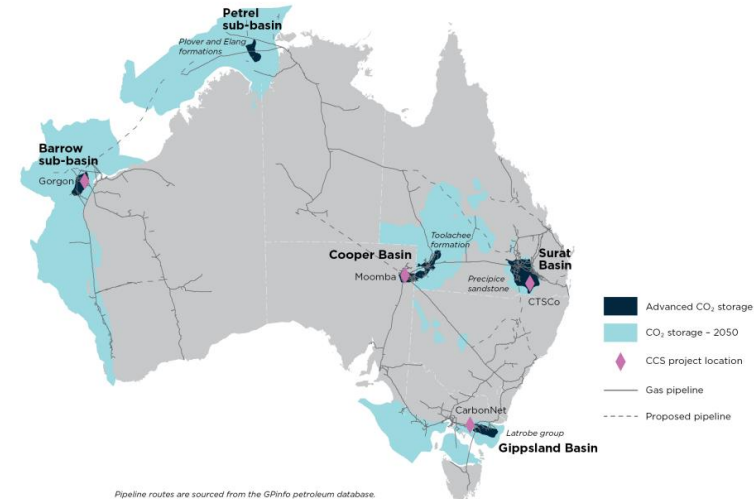 Petrel
sub-basin
Plover and Elang
formations
Barrow
sub-basin
Gorgon
Toolachee
formation
Cooper Basin
Moomba
Surat
Basin
Precipice
sandstone
CTSCo
CarbonNet
Latrobe group
Gippsland Basin
Advanced CO₂ storage
CO₂ storage – 2050
CCS project location
Gas pipeline
Proposed pipeline
Pipeline routes are sourced from the GPinfo petroleum database.